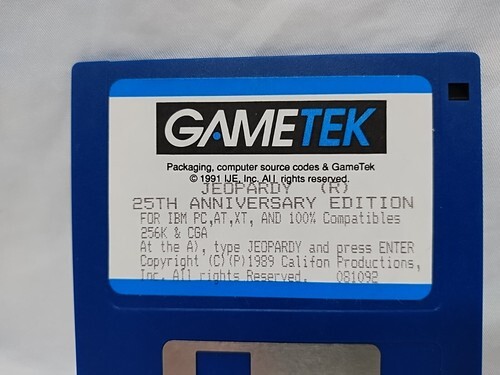 GAMETEK
Packaging, computer source codes & GameTek
© 1991 IJE, Inc. All rights reserved.
JEOPARDY (R)
25TH ANNIVERSARY EDITION
FOR IBM PC,AT,XT, AND 100% Compatibles
256K & CGA
At the A), type JEOPARDY and press ENTER
Copyright (C)(P)1989 Califon Productions,
Inc. All rights Reserved. 081092